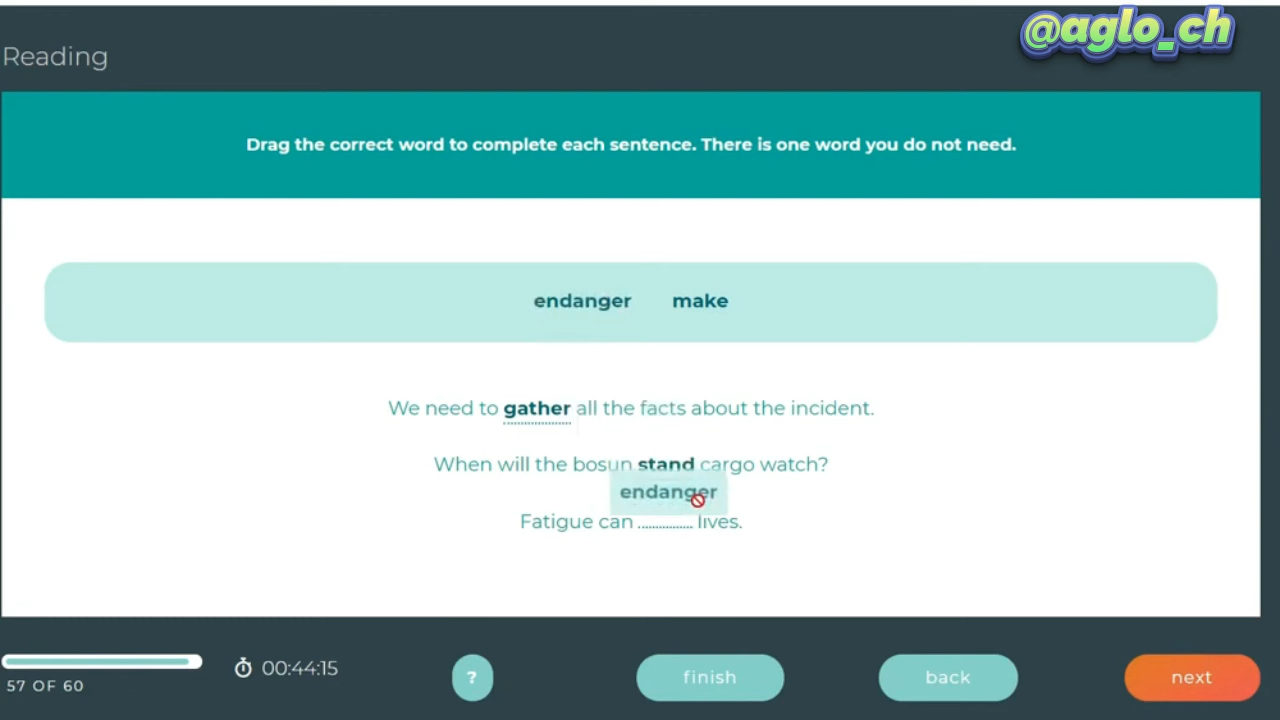 @aglo_ch
Reading
Drag the correct word to complete each sentence. There is one word you do not need.
endanger make
We need to gather all the facts about the incident.
When will the bosun stand cargo watch?
endanger
Fatigue can ................ lives.
00:44:15
57 OF 60
?
finish
back
next